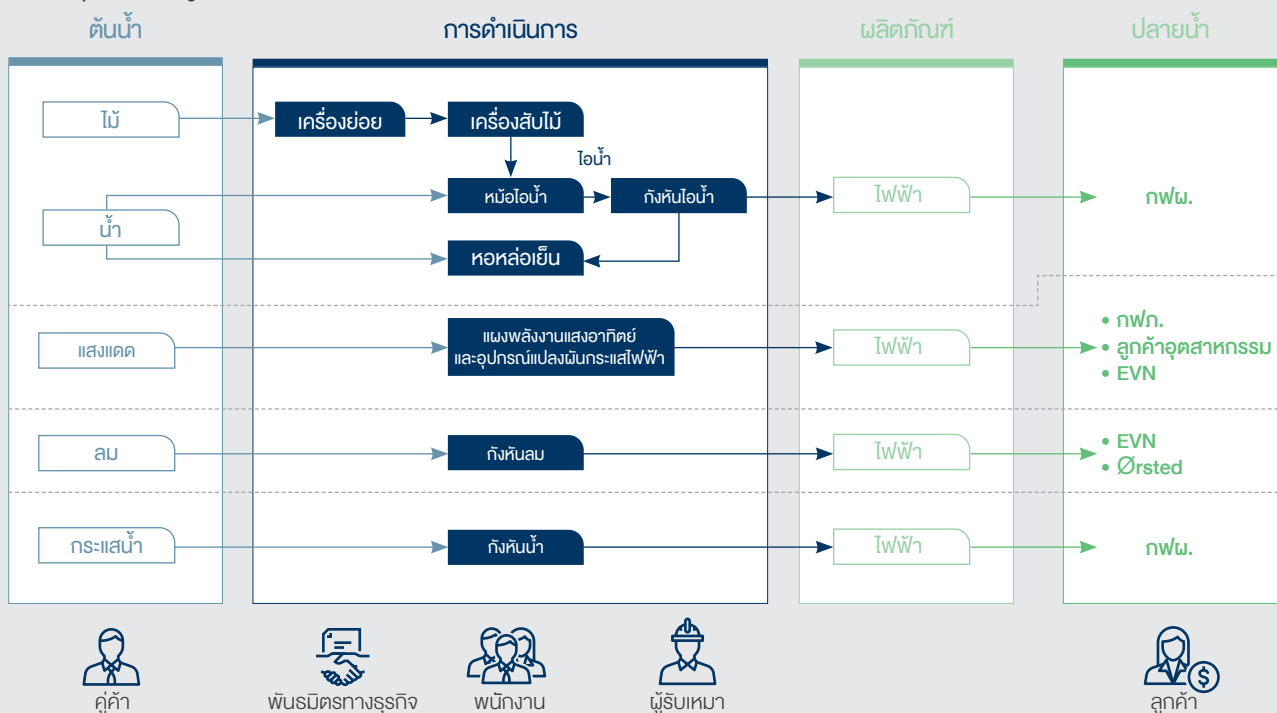 ต้นน้ำ
การดำเนินการ
ผลิตภัณฑ์
ปลายน้ำ
ไม้
เครื่องย่อย
เครื่องสับไม้
ไอน้ำ
น้ำ
หม้อไอน้ำ
กังหันไอน้ำ
ไฟฟ้า
กฟผ.
หอหล่อเย็น
แสงแดด
แผงพลังงานแสงอาทิตย์
และอุปกรณ์แปลงผันกระแสไฟฟ้า
ไฟฟ้า
• กฟภ.
• ลูกค้าอุตสาหกรรม
• EVN
ลม
กังหันลม
ไฟฟ้า
• EVN
• Ørsted
กระแสน้ำ
กังหันน้ำ
ไฟฟ้า
กฟผ.
คู่ค้า
พันธมิตรทางธุรกิจ
พนักงาน
ผู้รับเหมา
ลูกค้า